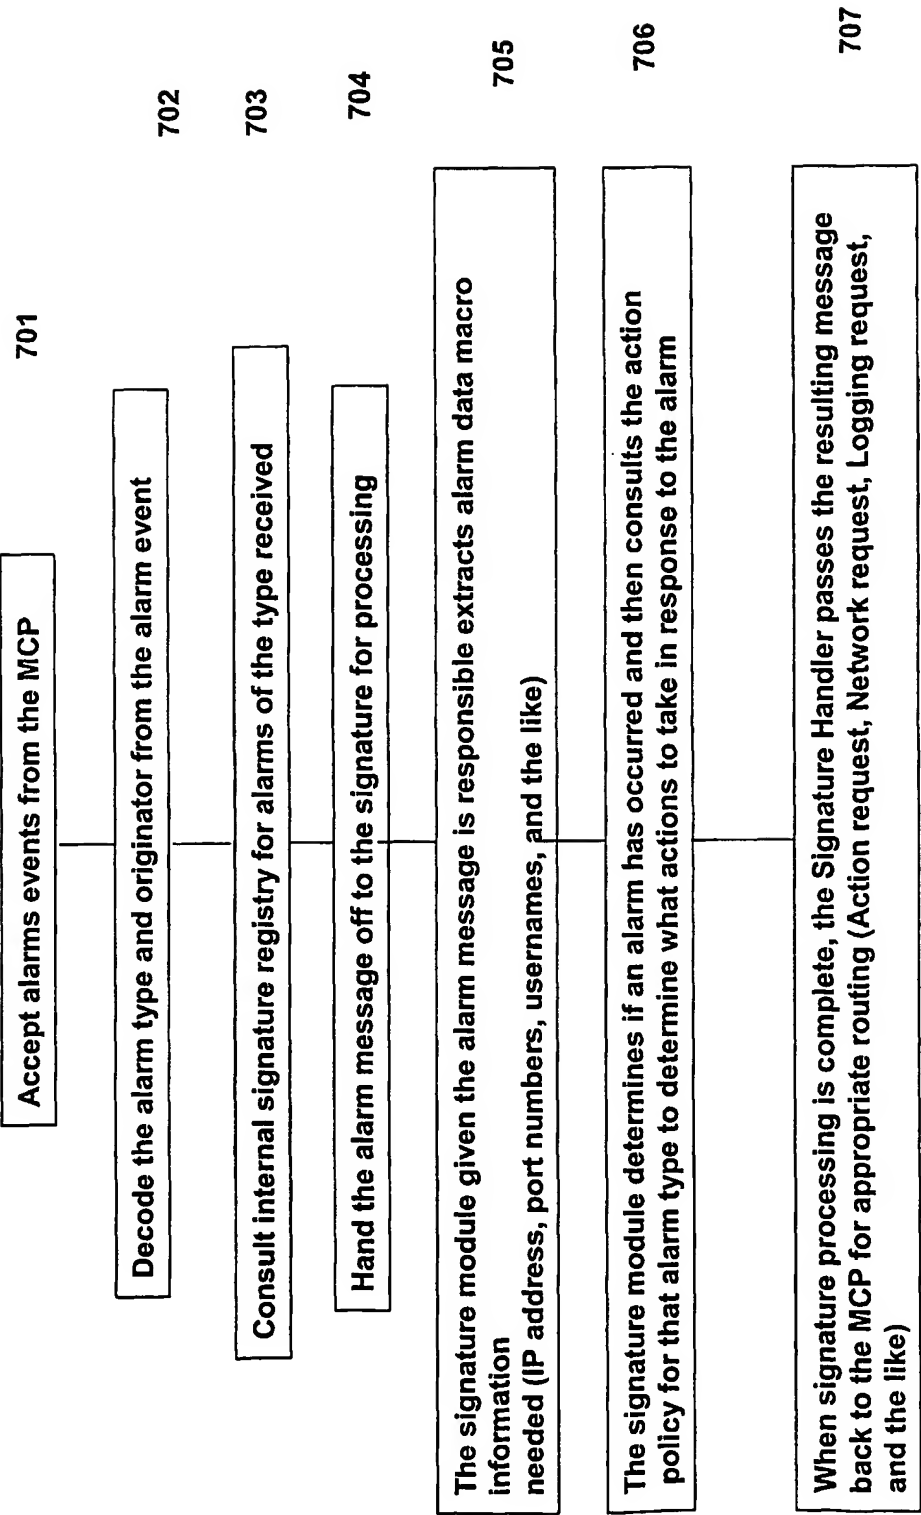 Accept alarms events from the MCP
701
Decode the alarm type and originator from the alarm event
702
Consult internal signature registry for alarms of the type received
703
Hand the alarm message off to the signature for processing
704
The signature module given the alarm message is responsible extracts alarm data macro
information
needed (IP address, port numbers, usernames, and the like)
705
The signature module determines if an alarm has occurred and then consults the action
policy for that alarm type to determine what actions to take in response to the alarm
706
When signature processing is complete, the Signature Handler passes the resulting message
back to the MCP for appropriate routing (Action request, Network request, Logging request,
and the like)
707